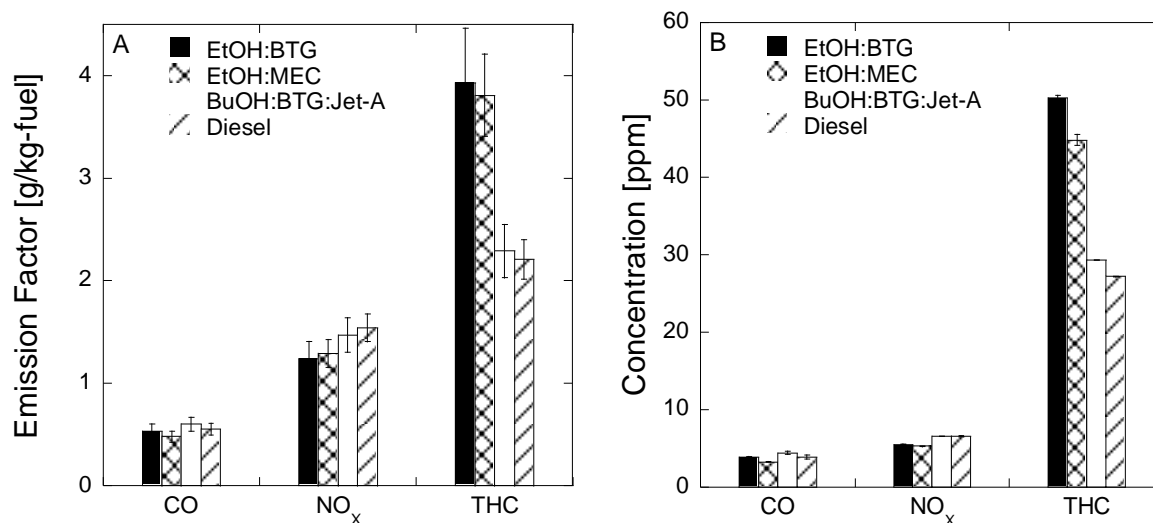 A
EtOH:BTG
EtOH:MEC
BuOH:BTG:Jet-A
Diesel
Emission Factor [g/kg-fuel]
4
3
2
1
0
CO
NOX
THC
B
EtOH:BTG
EtOH:MEC
BuOH:BTG:Jet-A
Diesel
Concentration [ppm]
60
50
40
30
20
10
0
CO
NOX
THC